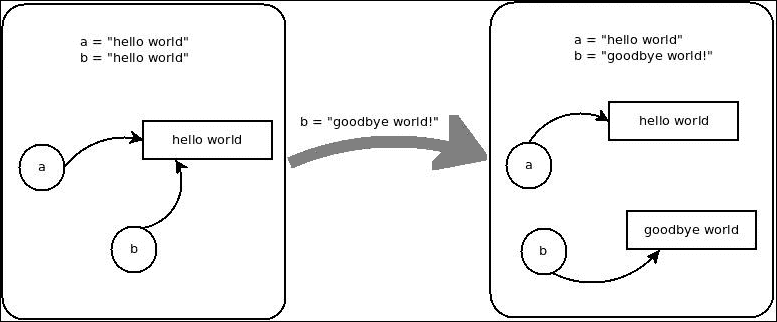 a = "hello world"
b = "hello world"
hello world
a
b
b = "goodbye world!"
a = "hello world"
b = "goodbye world!"
hello world
a
goodbye world
b